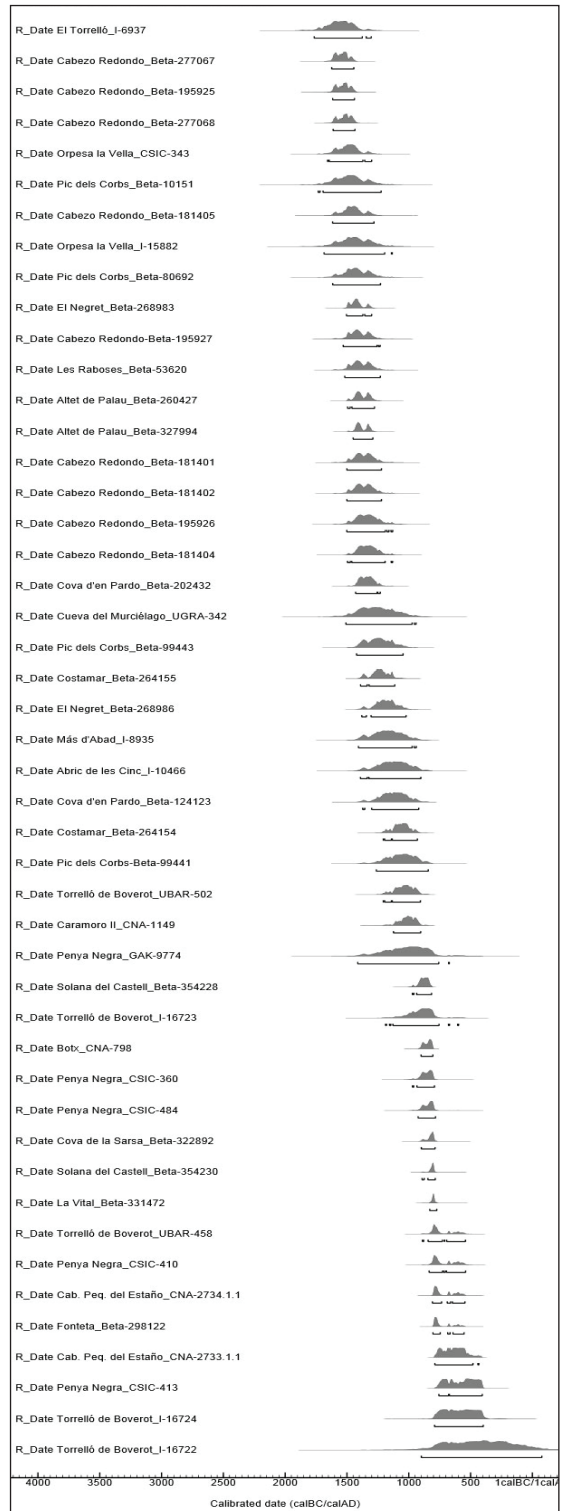 R_Date El Torrelló_I-6937
R_Date Cabezo Redondo_Beta-277067
R_Date Cabezo Redondo_Beta-195925
R_Date Cabezo Redondo_Beta-277068
R_Date Orpesa la Vella_CSIC-343
R_Date Pic dels Corbs_Beta-10151
R_Date Cabezo Redondo_Beta-181405
R_Date Orpesa la Vella_I-15882
R_Date Pic dels Corbs_Beta-80692
R_Date El Negret_Beta-268983
R_Date Cabezo Redondo-Beta-195927
R_Date Les Raboses_Beta-53620
R_Date Altet de Palau_Beta-260427
R_Date Altet de Palau_Beta-327994
R_Date Cabezo Redondo_Beta-181401
R_Date Cabezo Redondo_Beta-181402
R_Date Cabezo Redondo_Beta-195926
R_Date Cabezo Redondo_Beta-181404
R_Date Cova d'en Pardo_Beta-202432
R_Date Cueva del Murciélago_UGRA-342
R_Date Pic dels Corbs_Beta-99443
R_Date Costamar_Beta-264155
R_Date El Negret_Beta-268986
R_Date Más d'Abad_I-8935
R_Date Abric de les Cinc_I-10466
R_Date Cova d'en Pardo_Beta-124123
R_Date Costamar_Beta-264154
R_Date Pic dels Corbs-Beta-99441
R_Date Torrelló de Boverot_UBAR-502
R_Date Caramoro II_CNA-1149
R_Date Penya Negra_GAK-9774
R_Date Solana del Castell_Beta-354228
R_Date Torrelló de Boverot_I-16723
R_Date Botx_CNA-798
R_Date Penya Negra_CSIC-360
R_Date Penya Negra_CSIC-484
R_Date Cova de la Sarsa_Beta-322892
R_Date Solana del Castell_Beta-354230
R_Date La Vital_Beta-331472
R_Date Torrelló de Boverot_UBAR-458
R_Date Penya Negra_CSIC-410
R_Date Cab. Peq. del Estaño_CNA-2734.1.1
R_Date Fonteta_Beta-298122
R_Date Cab. Peq. del Estaño_CNA-2733.1.1
R_Date Penya Negra_CSIC-413
R_Date Torrelló de Boverot_I-16724
R_Date Torrelló de Boverot_I-16722
4000 3500 3000 2500 2000 1500 1000 500 1calBC/1calA
Calibrated date (calBC/calAD)